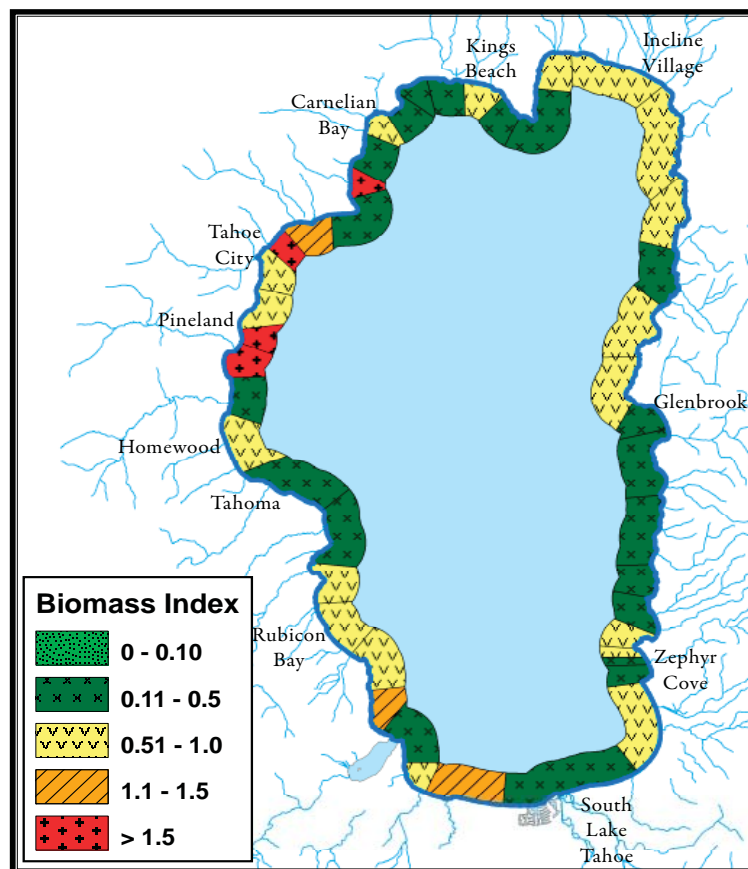 Kings
Beach
Incline
Village
Carnelian
Bay
Tahoe
City
Pineland
Glenbrook
Homewood
Tahoma
Rubicon
Bay
Zephyr
Cove
South
Lake
Tahoe
Biomass Index
0 - 0.10
0.11 - 0.5
0.51 - 1.0
1.1 - 1.5
> 1.5